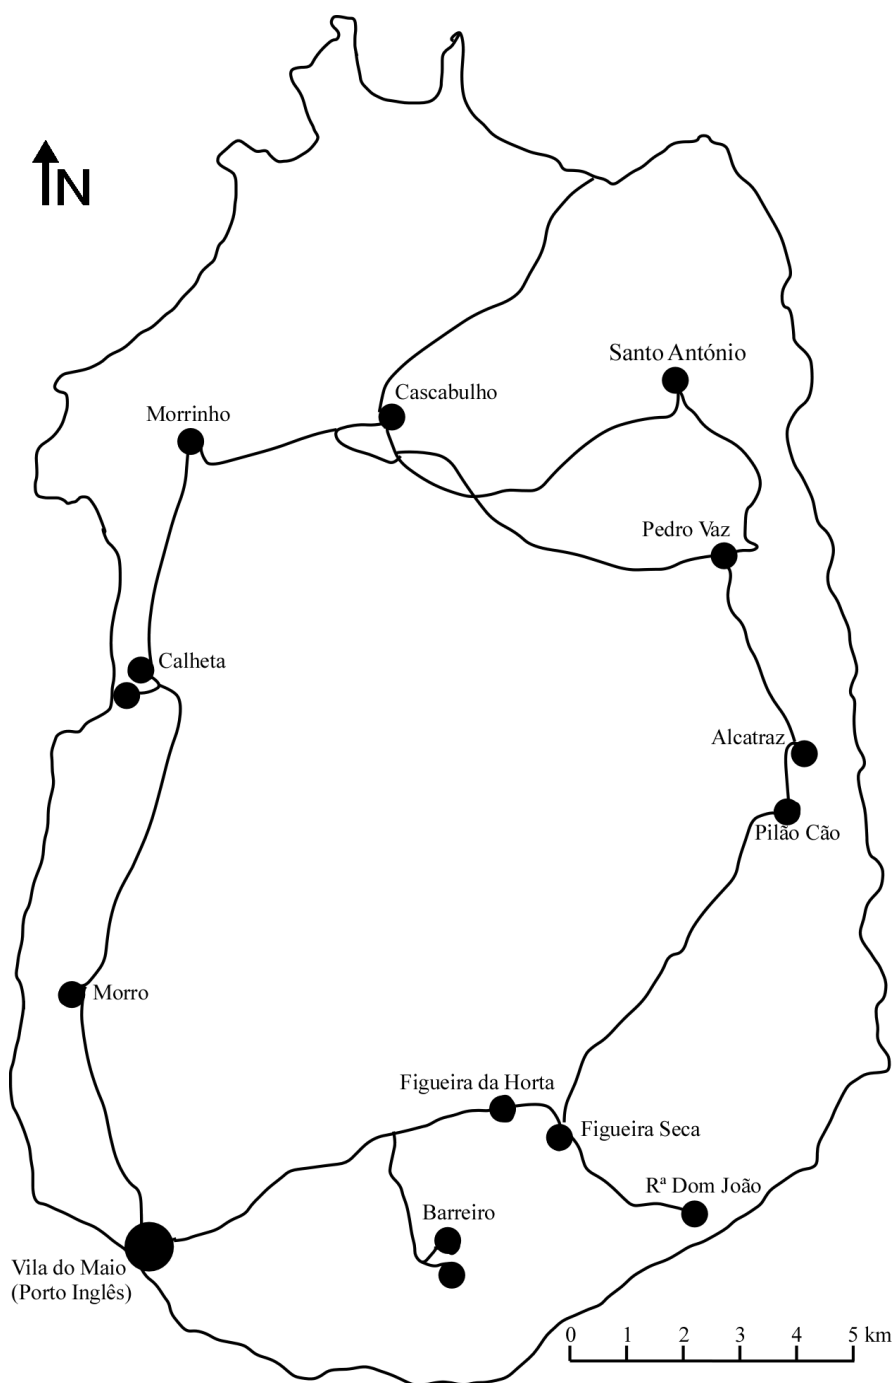 N
Santo António
Cascabulho
Morrinho
Pedro Vaz
Calheta
Alcatraz
Pilão Cão
Morro
Figueira da Horta
Figueira Seca
Rª Dom João
Barreiro
Vila do Maio
(Porto Inglês)
0 1 2 3 4 5 km